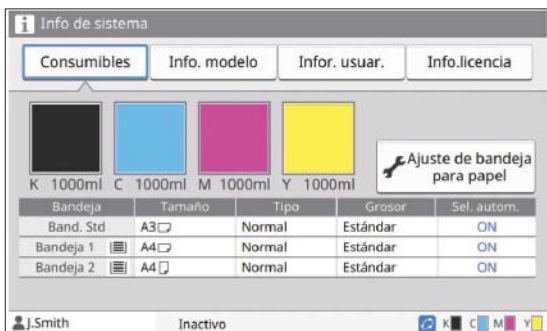 Info de sistema
Consumibles Info. modelo Infor. usuar. Info.licencia
K 1000ml C 1000ml M 1000ml Y 1000ml
Ajuste de bandeja
para papel
Bandeja Tamaño Tipo Grosor Sel. autom.
Band. Std A3 Normal Estándar ON
Bandeja 1 A4 Normal Estándar ON
Bandeja 2 A4 Normal Estándar ON
J.Smith Inactivo K C M Y